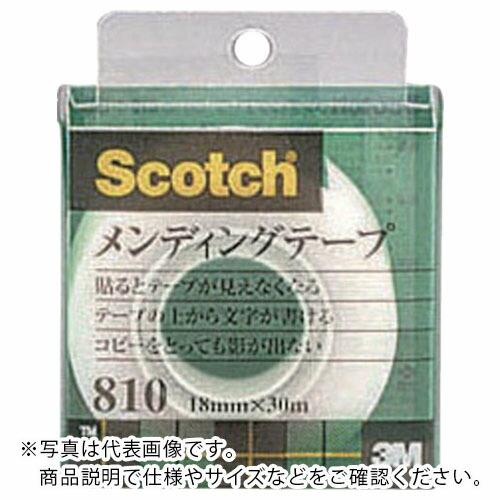 Scotch
メンディングテープ
貼るとテープが見えなくなる
テープの上から文字が書ける
コピーをとっても影が出ない
810 18mm×30m
TM
3M
※写真は代表画像です。
商品説明で仕様やサイズなどをご確認ください。